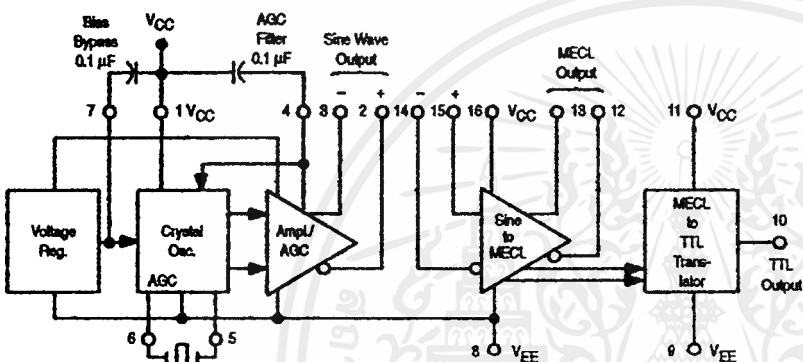 Bias
Bypass
0.1 µF
VCC
AGC
Filter
0.1 µF
Sine Wave
Output
MECL
Output
7
1 VCC
4
3
–
2
+
14
–
15
+
16
VCC
13
12
11
VCC
Voltage
Reg.
Crystal
Osc.
AGC
Ampl./
AGC
Sine
to
MECL
MECL
to
TTL
Trans-
lator
10
TTL
Output
6
5
8
VEE
9
VEE